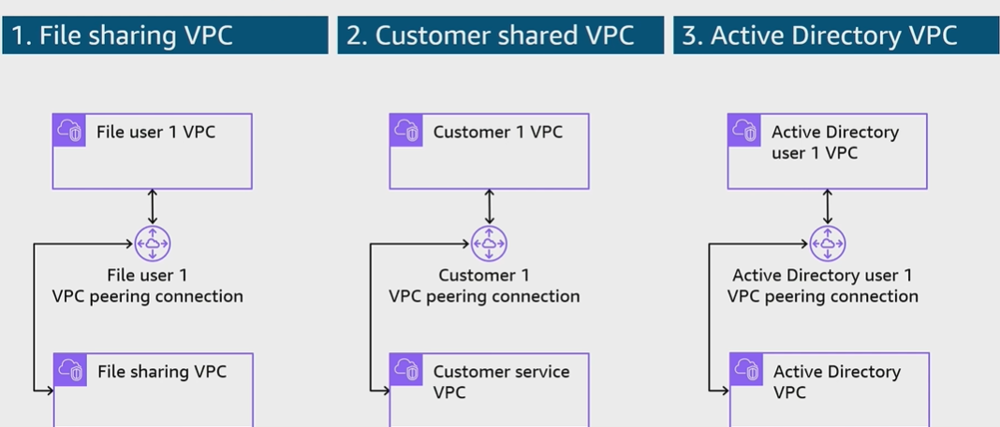 1. File sharing VPC
2. Customer shared VPC
3. Active Directory VPC
File user 1 VPC
Customer 1 VPC
Active Directory
user 1 VPC
File user 1
VPC peering connection
Customer 1
VPC peering connection
Active Directory user 1
VPC peering connection
File sharing VPC
Customer service
VPC
Active Directory
VPC